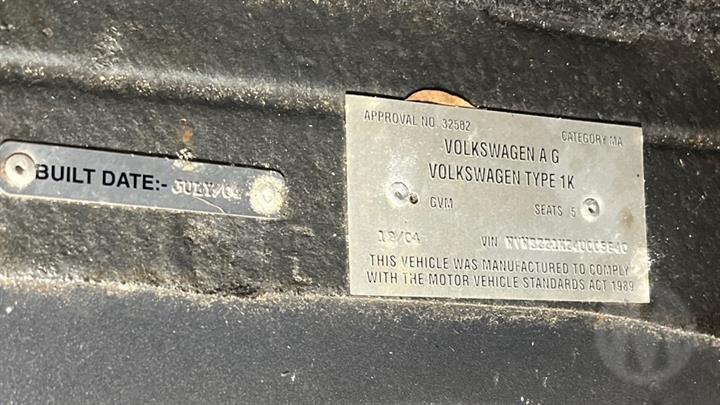 BUILT DATE:- JULY/04
APPROVAL NO. 32582
CATEGORY MA
VOLKSWAGEN A G
VOLKSWAGEN TYPE 1K
GVM
SEATS 5
12/04
VIN
THIS VEHICLE WAS MANUFACTURED TO COMPLY
WITH THE MOTOR VEHICLE STANDARDS ACT 1989